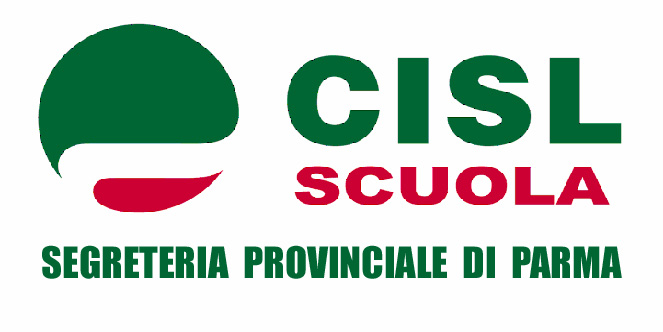 CISL
SCUOLA
SEGRETERIA PROVINCIALE DI PARMA